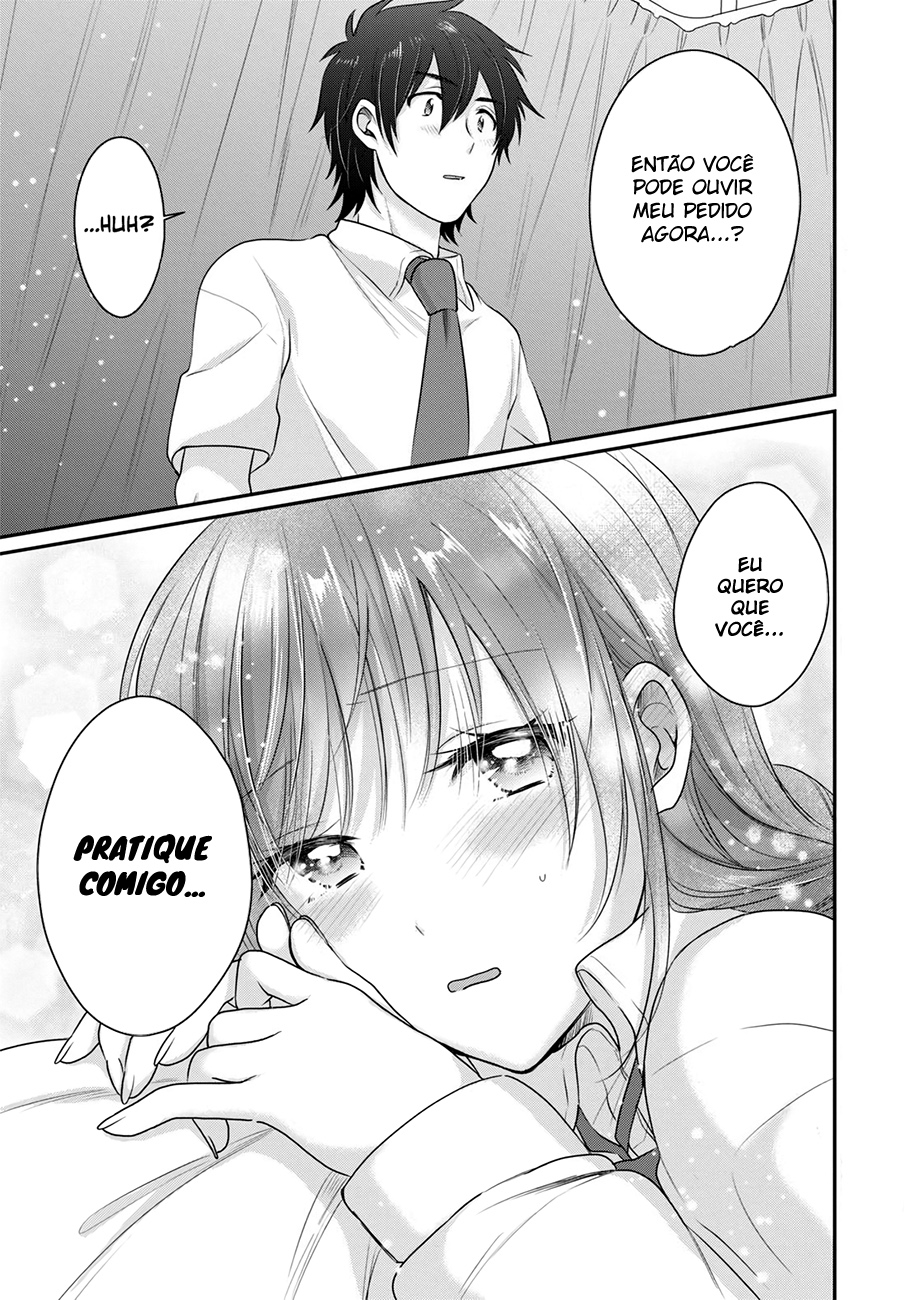 ENTÃO VOCÊ
PODE OUVIR
MEU PEDIDO
AGORA...?
...HUH?
EU
QUERO
QUE
VOCÊ...
PRATIQUE
COMIGO...